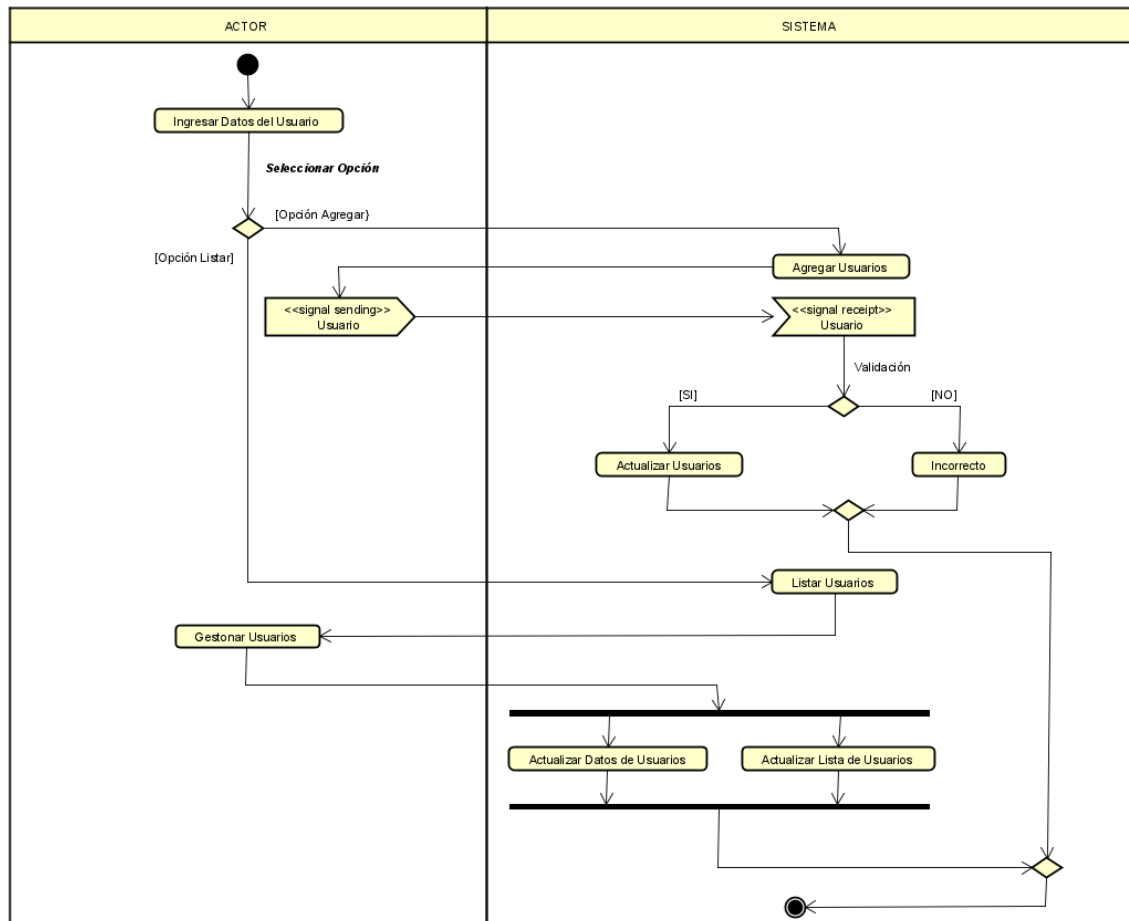 ACTOR
SISTEMA
Ingresar Datos del Usuario
Seleccionar Opción
[Opción Agregar}
[Opción Listar]
Agregar Usuarios
<<signal sending>>
Usuario
<<signal receipt>>
Usuario
Validación
[SI]
[NO]
Actualizar Usuarios
Incorrecto
Listar Usuarios
Gestonar Usuarios
Actualizar Datos de Usuarios
Actualizar Lista de Usuarios